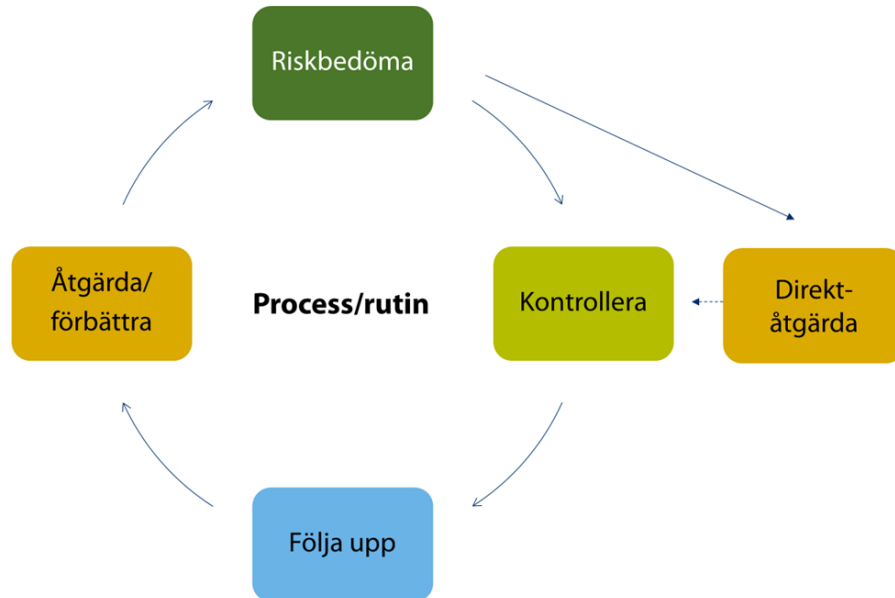 Riskbedöma
Åtgärda/
förbättra
Process/rutin
Kontrollera
Direkt-
åtgärda
Följa upp